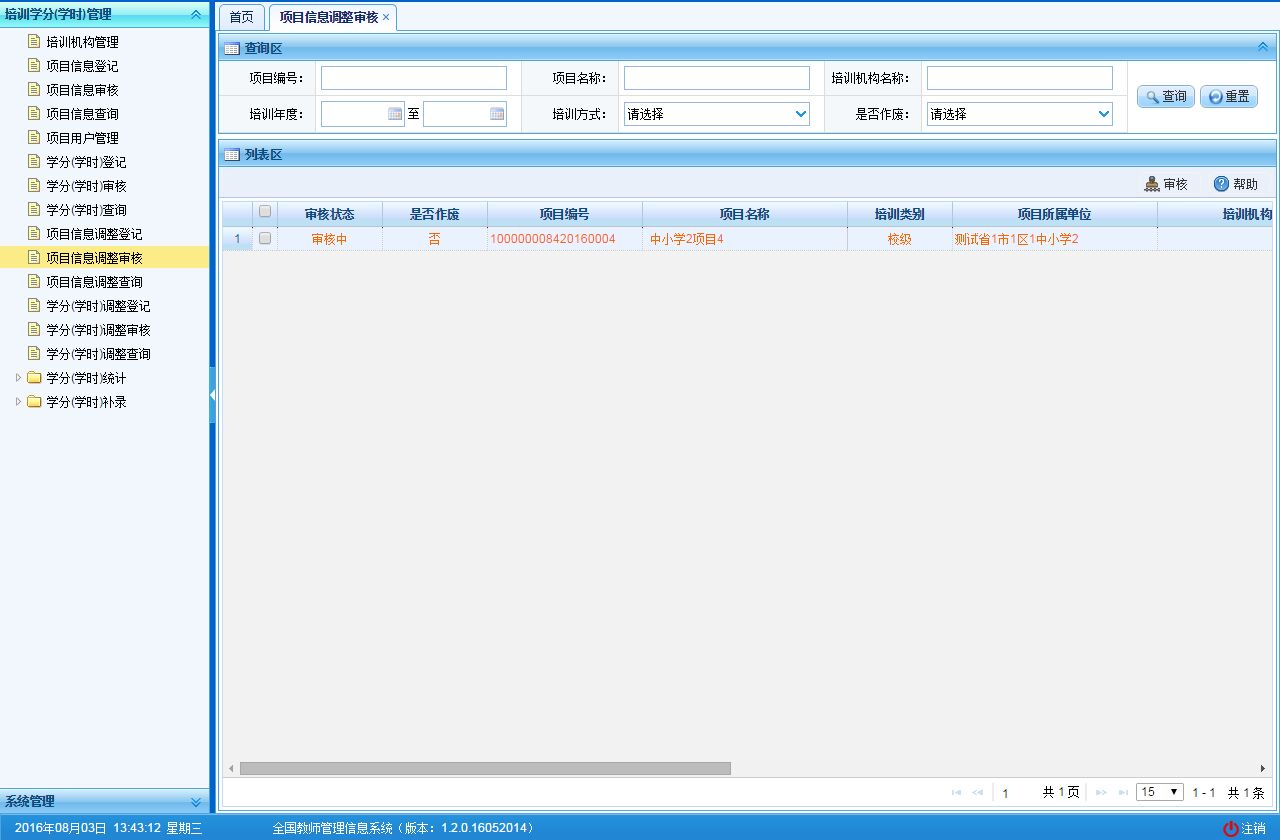 培训学分(学时)管理
培训机构管理
项目信息登记
项目信息审核
项目信息查询
项目用户管理
学分(学时)登记
学分(学时)审核
学分(学时)查询
项目信息调整登记
项目信息调整审核
项目信息调整查询
学分(学时)调整登记
学分(学时)调整审核
学分(学时)调整查询
学分(学时)统计
学分(学时)补录
系统管理
首页 项目信息调整审核 ×
查询区
项目编号: 项目名称: 培训机构名称:
培训年度: 至 培训方式: 请选择 是否作废: 请选择
查询 重置
列表区
审核 帮助
审核状态 是否作废 项目编号 项目名称 培训类别 项目所属单位 培训机构
1 审核中 否 100000008420160004 中小学2项目4 校级 测试省1市1区1中小学2
1 共 1 页 15 1 - 1 共 1 条
2016年08月03日 13:43:12 星期三 全国教师管理信息系统（版本：1.2.0.16052014） 注销